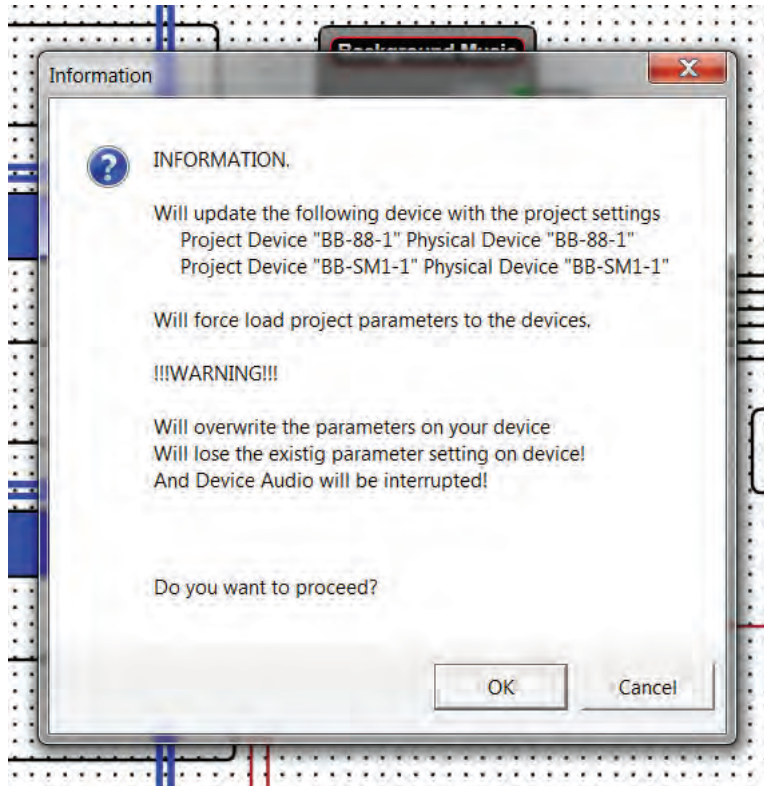 Background Music
Information
INFORMATION.
Will update the following device with the project settings
Project Device "BB-88-1" Physical Device "BB-88-1"
Project Device "BB-SM1-1" Physical Device "BB-SM1-1"
Will force load project parameters to the devices.
!!!WARNING!!!
Will overwrite the parameters on your device
Will lose the existig parameter setting on device!
And Device Audio will be interrupted!
Do you want to proceed?
OK
Cancel